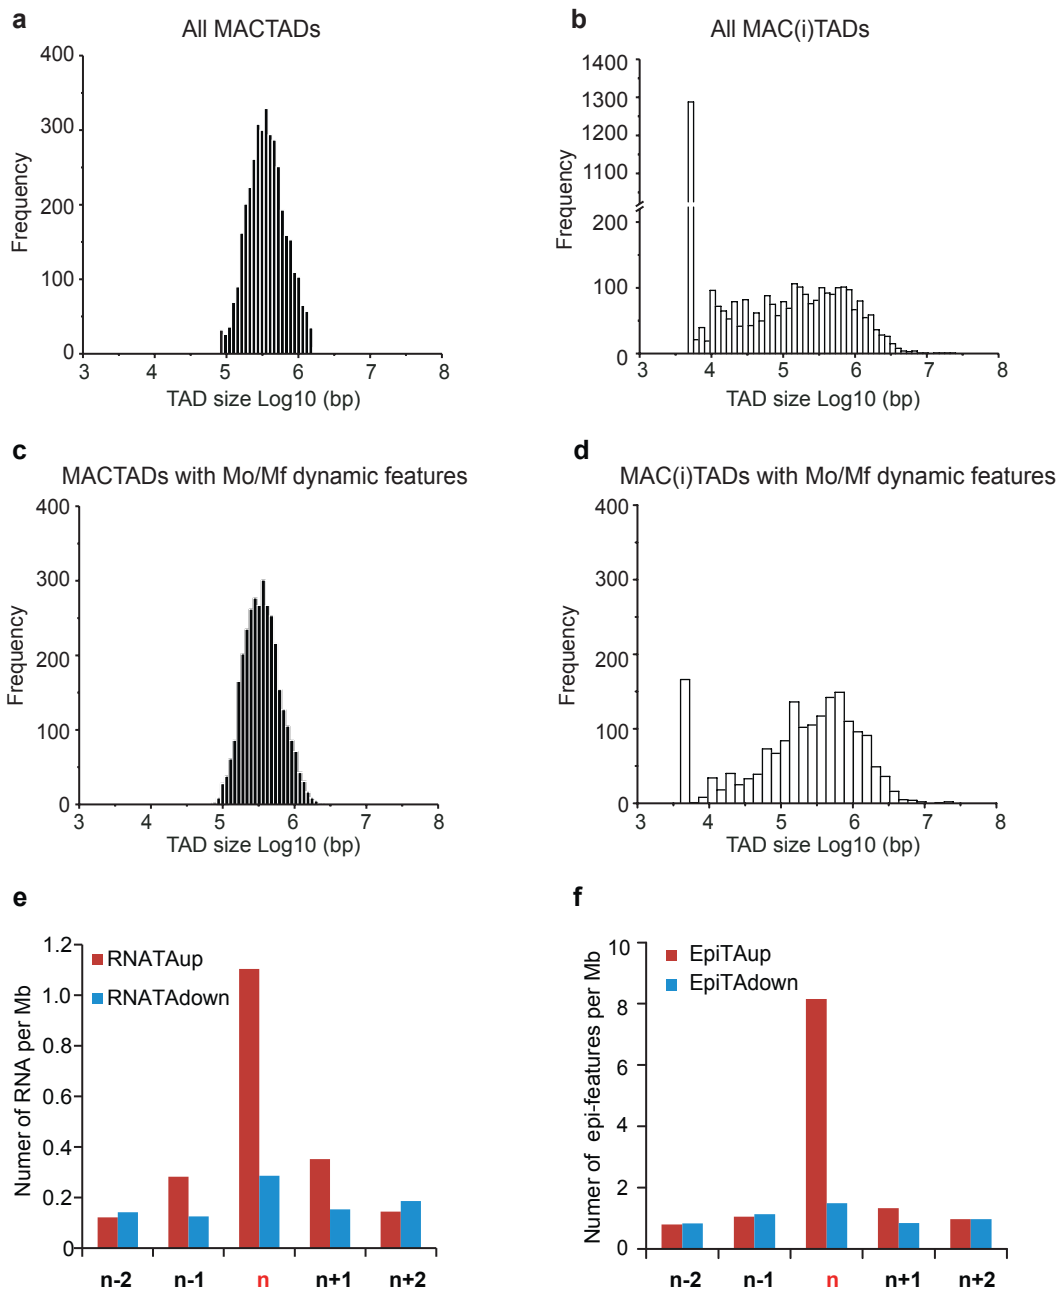 a
All MACTADs
400
300
200
100
0
Frequency
3 4 5 6 7 8
TAD size Log10 (bp)
b
All MAC(i)TADs
1400
1300
1200
1100
200
100
0
Frequency
3 4 5 6 7 8
TAD size Log10 (bp)
c
MACTADs with Mo/Mf dynamic features
400
300
200
100
0
Frequency
3 4 5 6 7 8
TAD size Log10 (bp)
d
MAC(i)TADs with Mo/Mf dynamic features
400
300
200
100
0
Frequency
3 4 5 6 7 8
TAD size Log10 (bp)
e
RNATAup
RNATAdown
1.2
1.0
0.8
0.6
0.4
0.2
0
Numer of RNA per Mb
n-2 n-1 n n+1 n+2
f
EpiTAup
EpiTAdown
10
8
6
4
2
0
Numer of epi-features per Mb
n-2 n-1 n n+1 n+2